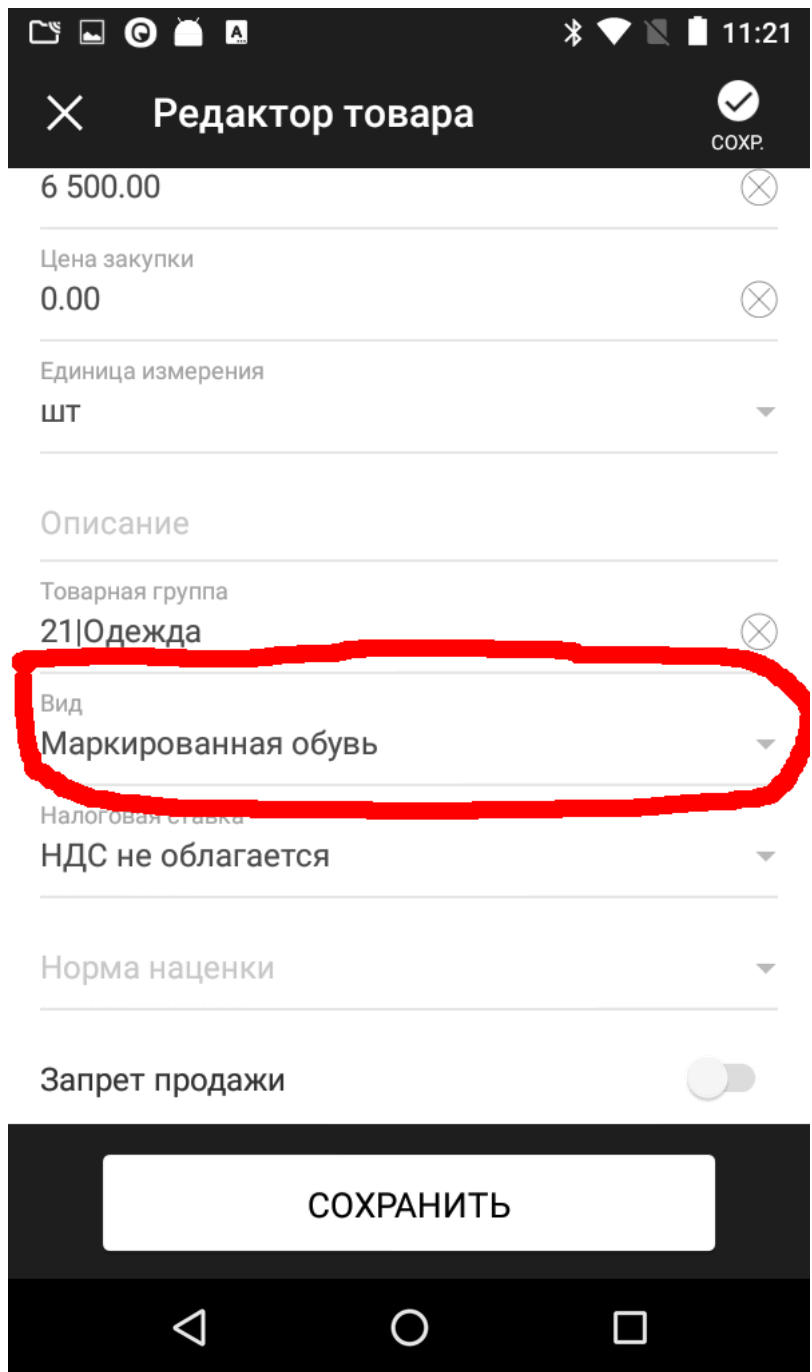 11:21
Редактор товара
СОХР.
6 500.00
Цена закупки
0.00
Единица измерения
шт
Описание
Товарная группа
21|Одежда
Вид
Маркированная обувь
Налоговая ставка
НДС не облагается
Норма наценки
Запрет продажи
СОХРАНИТЬ